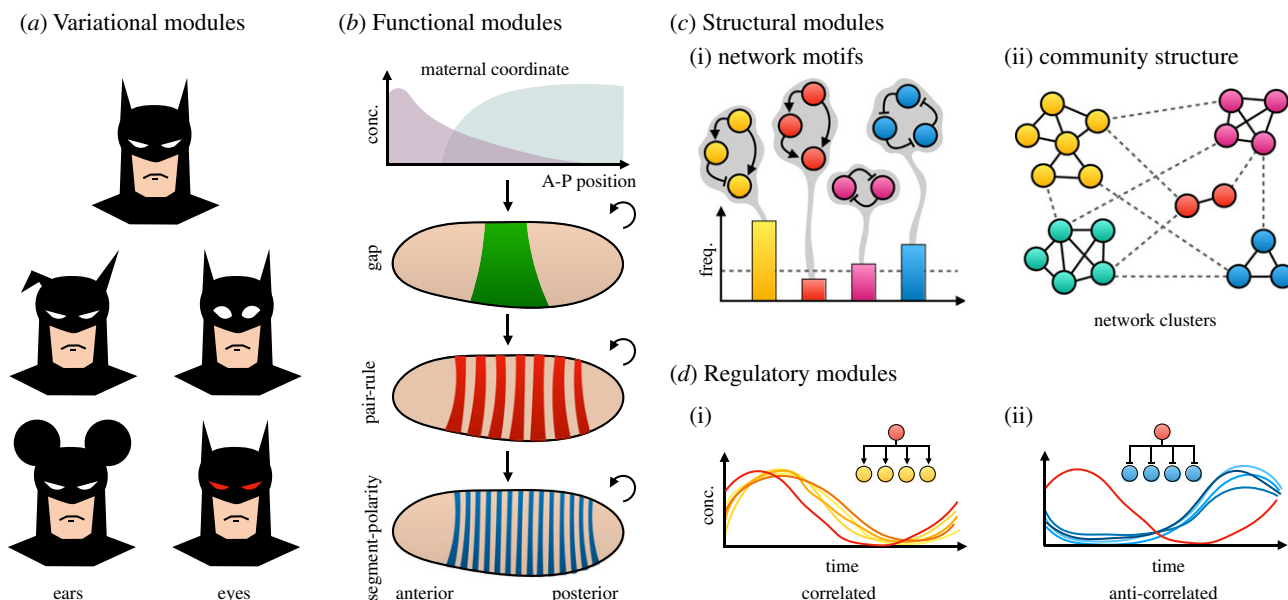 (a) Variational modules
ears
eyes
(b) Functional modules
maternal coordinate
conc.
A-P position
gap
pair-rule
segment-polarity
anterior
posterior
(c) Structural modules
(i) network motifs
freq.
(ii) community structure
network clusters
(d) Regulatory modules
(i)
conc.
time
correlated
(ii)
time
anti-correlated